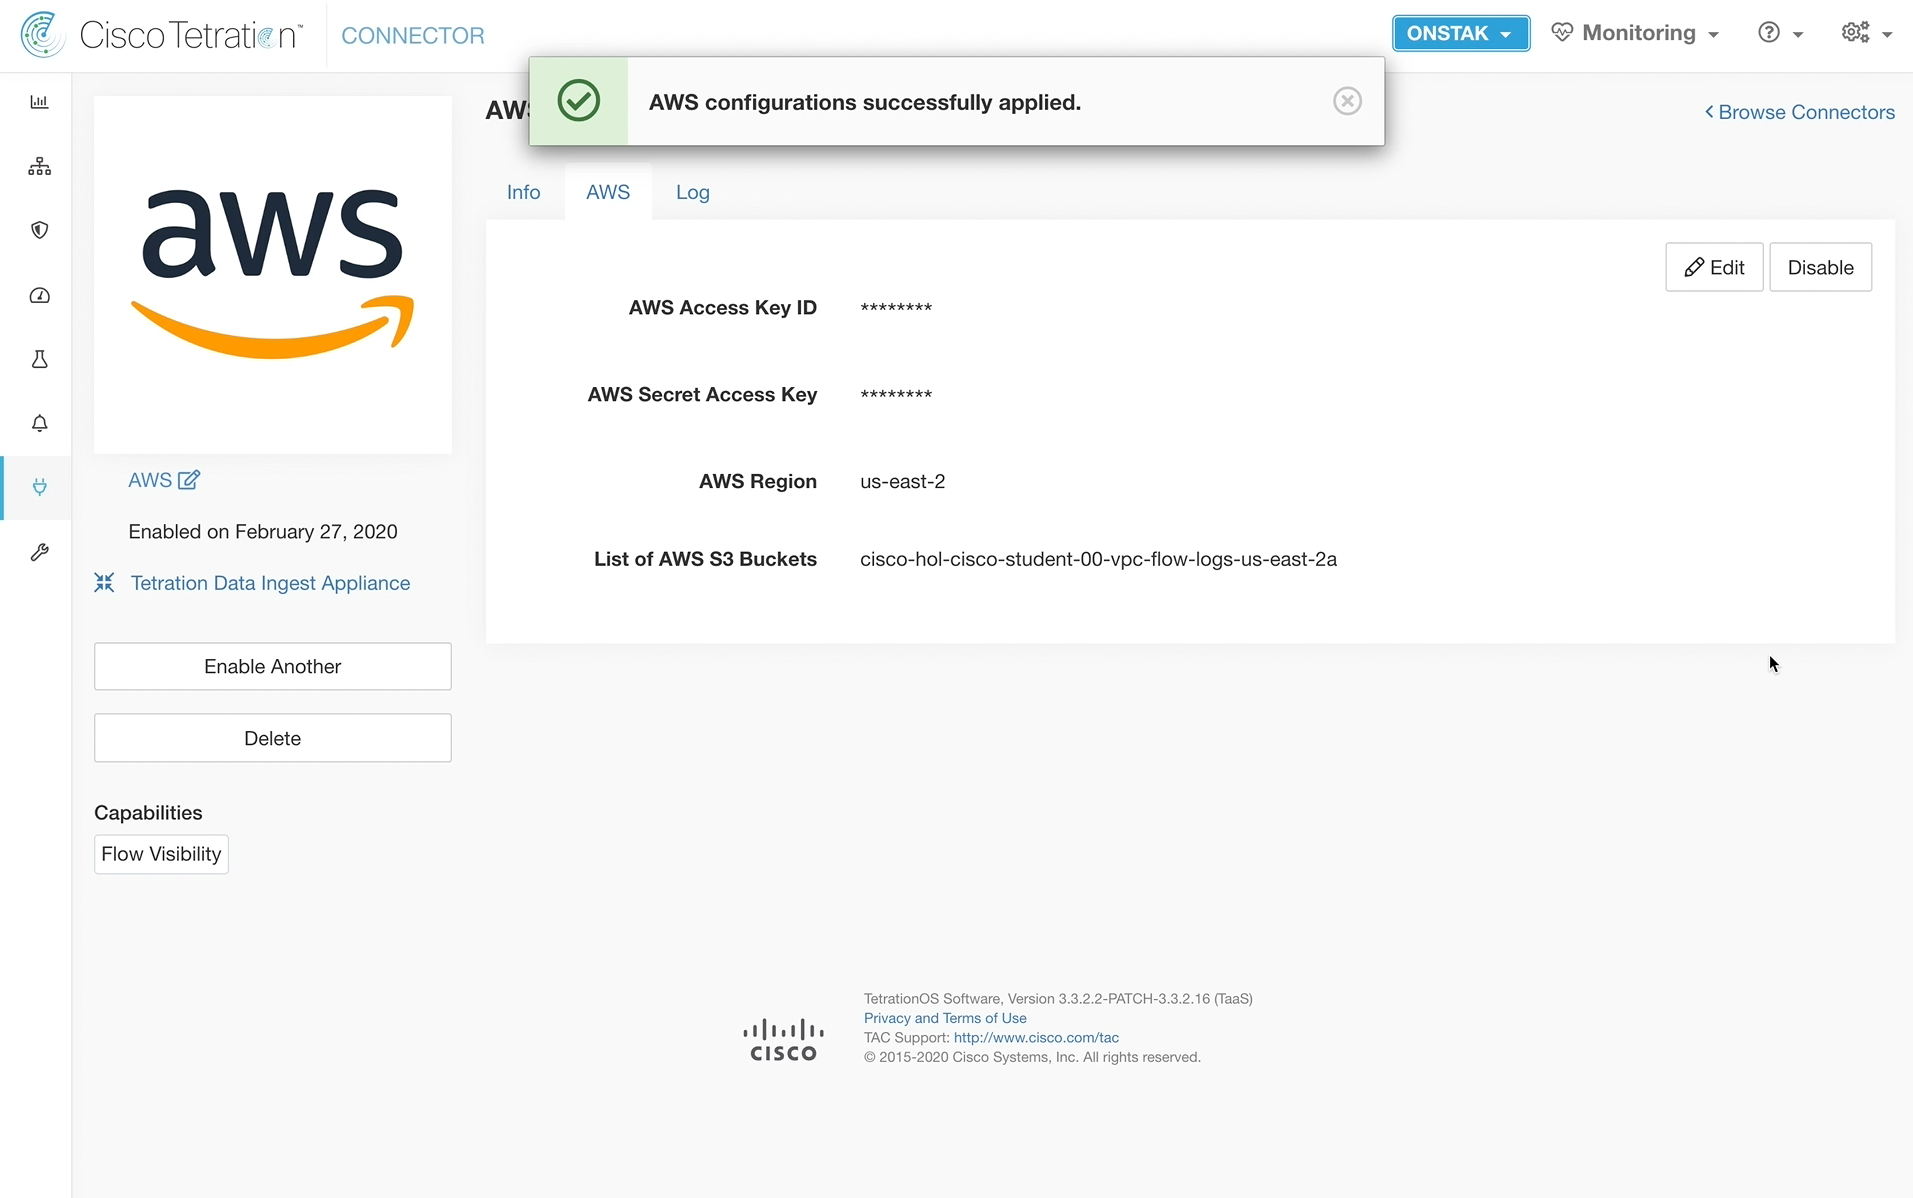 Cisco Tetration™
CONNECTOR
ONSTAK
Monitoring
AWS configurations successfully applied.
AWS
Browse Connectors
aws
Info
AWS
Log
Edit
Disable
AWS Access Key ID ********
AWS Secret Access Key ********
AWS Region us-east-2
List of AWS S3 Buckets cisco-hol-cisco-student-00-vpc-flow-logs-us-east-2a
AWS
Enabled on February 27, 2020
Tetration Data Ingest Appliance
Enable Another
Delete
Capabilities
Flow Visibility
CISCO
TetrationOS Software, Version 3.3.2.2-PATCH-3.3.2.16 (TaaS)
Privacy and Terms of Use
TAC Support: http://www.cisco.com/tac
© 2015-2020 Cisco Systems, Inc. All rights reserved.